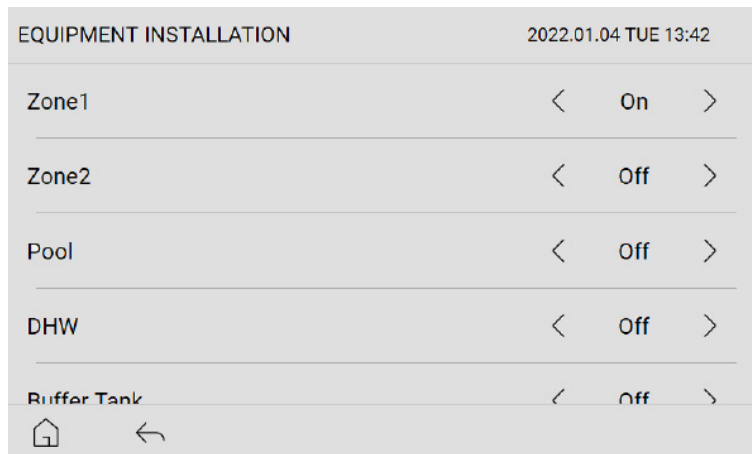 EQUIPMENT INSTALLATION 2022.01.04 TUE 13:42
Zone1 On
Zone2 Off
Pool Off
DHW Off
Buffer Tank Off